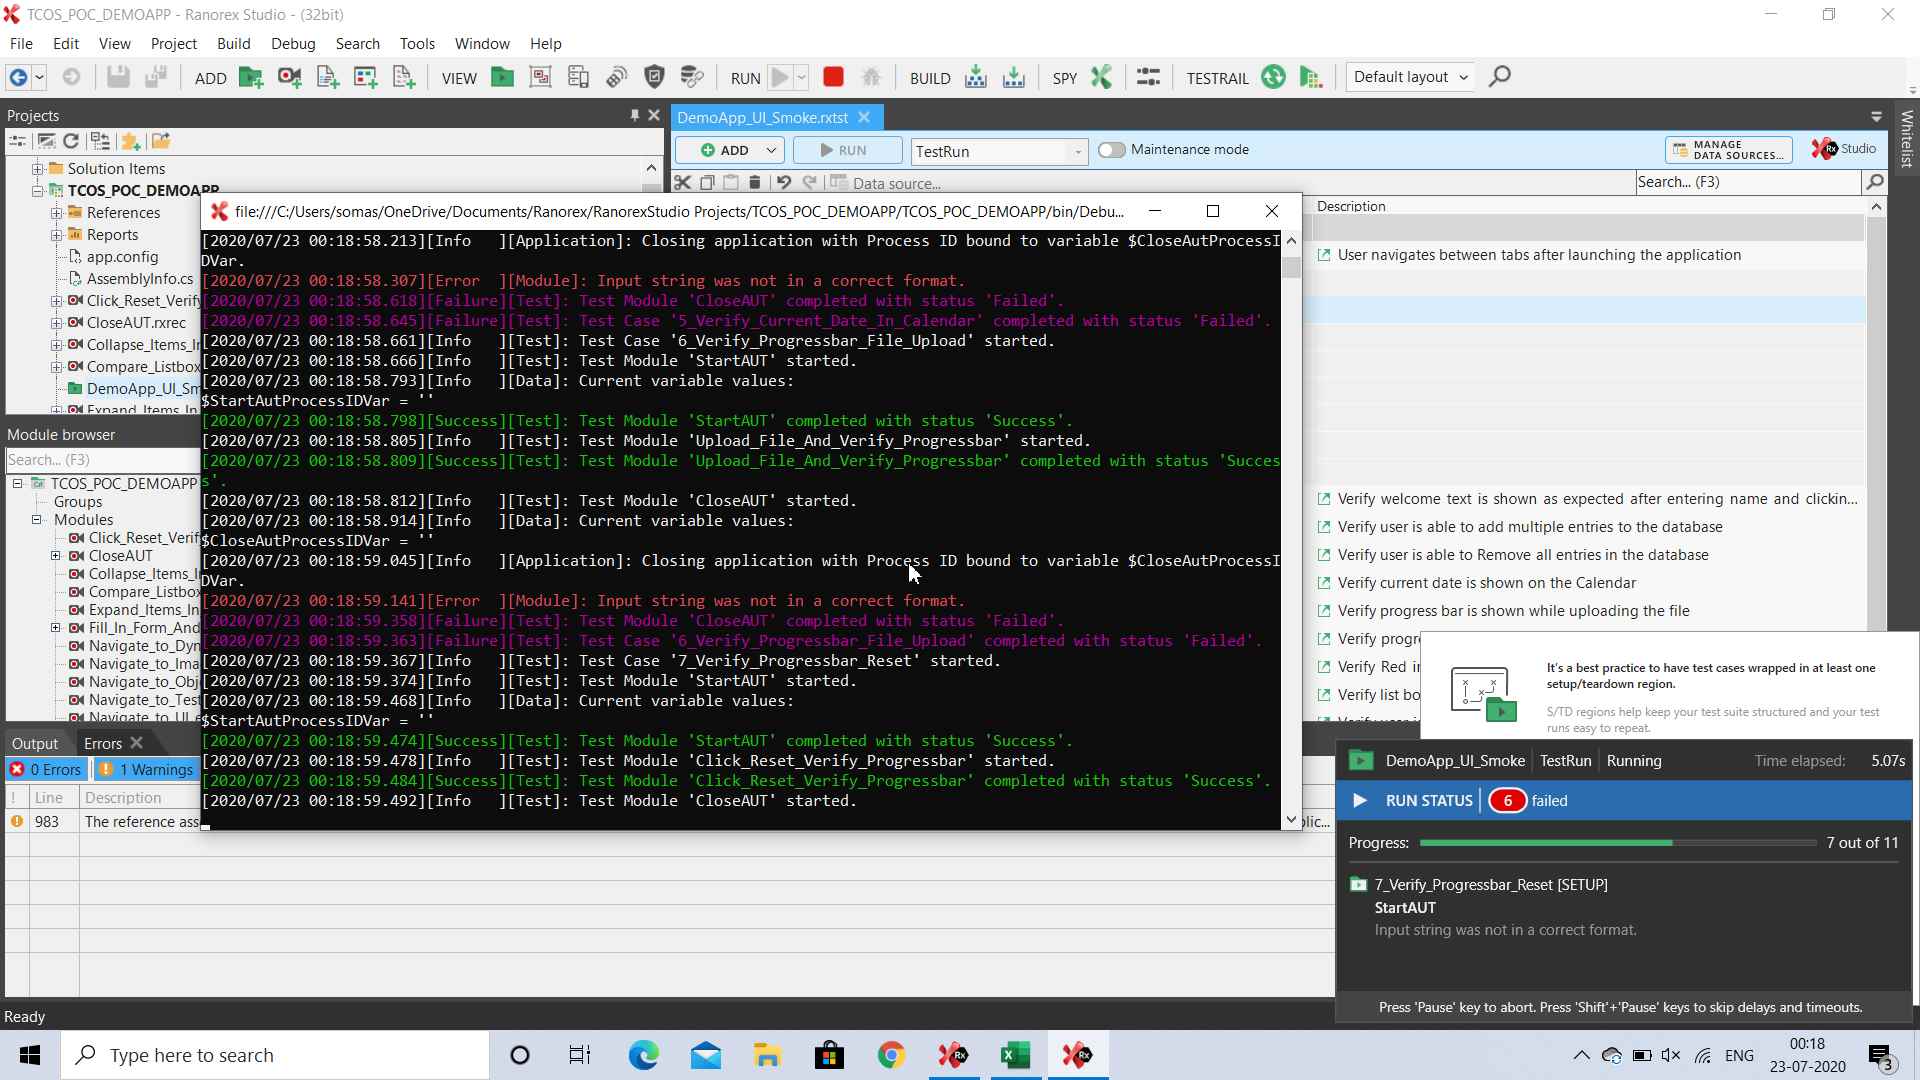 TCOS_POC_DEMOAPP - Ranorex Studio - (32bit)
File Edit View Project Build Debug Search Tools Window Help
ADD VIEW RUN BUILD SPY TESTRAIL Default layout
Projects
DemoApp_UI_Smoke.rxtst
Whitelist
ADD RUN TestRun Maintenance mode MANAGE DATA SOURCES... Studio
Data source... Search... (F3)
Solution Items
TCOS_POC_DEMOAPP
References
Reports
app.config
AssemblyInfo.cs
Click_Reset_Verify
CloseAUT.rxrec
Collapse_Items_I
Compare_Listbox
DemoApp_UI_Sm
Expand_Items_In
Module browser
Search... (F3)
TCOS_POC_DEMOAPP
Groups
Modules
Click_Reset_Verif
CloseAUT
Collapse_Items_I
Compare_Listbox
Expand_Items_In
Fill_In_Form_And
Navigate_to_Dyn
Navigate_to_Ima
Navigate_to_Obj
Navigate_to_Test
Navigate_to_UI
file:///C:/Users/somas/OneDrive/Documents/Ranorex/RanorexStudio Projects/TCOS_POC_DEMOAPP/TCOS_POC_DEMOAPP/bin/Debu...
[2020/07/23 00:18:58.213][Info   ][Application]: Closing application with Process ID bound to variable $CloseAutProcessI
DVar.
[2020/07/23 00:18:58.307][Error  ][Module]: Input string was not in a correct format.
[2020/07/23 00:18:58.618][Failure][Test]: Test Module 'CloseAUT' completed with status 'Failed'.
[2020/07/23 00:18:58.645][Failure][Test]: Test Case '5_Verify_Current_Date_In_Calendar' completed with status 'Failed'.
[2020/07/23 00:18:58.661][Info   ][Test]: Test Case '6_Verify_Progressbar_File_Upload' started.
[2020/07/23 00:18:58.666][Info   ][Test]: Test Module 'StartAUT' started.
[2020/07/23 00:18:58.793][Info   ][Data]: Current variable values:
$StartAutProcessIDVar = ''
[2020/07/23 00:18:58.798][Success][Test]: Test Module 'StartAUT' completed with status 'Success'.
[2020/07/23 00:18:58.805][Info   ][Test]: Test Module 'Upload_File_And_Verify_Progressbar' started.
[2020/07/23 00:18:58.809][Success][Test]: Test Module 'Upload_File_And_Verify_Progressbar' completed with status 'Succes
s'.
[2020/07/23 00:18:58.812][Info   ][Test]: Test Module 'CloseAUT' started.
[2020/07/23 00:18:58.914][Info   ][Data]: Current variable values:
$CloseAutProcessIDVar = ''
[2020/07/23 00:18:59.045][Info   ][Application]: Closing application with Process ID bound to variable $CloseAutProcessI
DVar.
[2020/07/23 00:18:59.141][Error  ][Module]: Input string was not in a correct format.
[2020/07/23 00:18:59.358][Failure][Test]: Test Module 'CloseAUT' completed with status 'Failed'.
[2020/07/23 00:18:59.363][Failure][Test]: Test Case '6_Verify_Progressbar_File_Upload' completed with status 'Failed'.
[2020/07/23 00:18:59.367][Info   ][Test]: Test Case '7_Verify_Progressbar_Reset' started.
[2020/07/23 00:18:59.374][Info   ][Test]: Test Module 'StartAUT' started.
[2020/07/23 00:18:59.468][Info   ][Data]: Current variable values:
$StartAutProcessIDVar = ''
[2020/07/23 00:18:59.474][Success][Test]: Test Module 'StartAUT' completed with status 'Success'.
[2020/07/23 00:18:59.478][Info   ][Test]: Test Module 'Click_Reset_Verify_Progressbar' started.
[2020/07/23 00:18:59.484][Success][Test]: Test Module 'Click_Reset_Verify_Progressbar' completed with status 'Success'.
[2020/07/23 00:18:59.492][Info   ][Test]: Test Module 'CloseAUT' started.
Description
User navigates between tabs after launching the application
Verify welcome text is shown as expected after entering name and clickin...
Verify user is able to add multiple entries to the database
Verify user is able to Remove all entries in the database
Verify current date is shown on the Calendar
Verify progress bar is shown while uploading the file
Verify progr
Verify Red i
Verify list bo
It's a best practice to have test cases wrapped in at least one
setup/teardown region.
S/TD regions help keep your test suite structured and your test
runs easy to repeat.
Output Errors
0 Errors 1 Warnings
! Line Description
983 The reference ass
blic...
DemoApp_UI_Smoke TestRun Running Time elapsed: 5.07s
RUN STATUS 6 failed
Progress: 7 out of 11
7_Verify_Progressbar_Reset [SETUP]
StartAUT
Input string was not in a correct format.
Press 'Pause' key to abort. Press 'Shift'+'Pause' keys to skip delays and timeouts.
Ready
Type here to search
ENG
00:18
23-07-2020
3